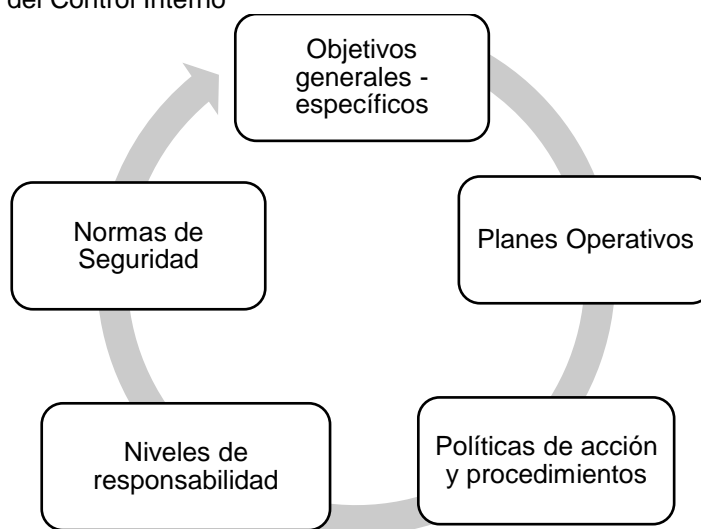 del Control Interno
Objetivos
generales -
específicos
Planes Operativos
Políticas de acción
y procedimientos
Niveles de
responsabilidad
Normas de
Seguridad